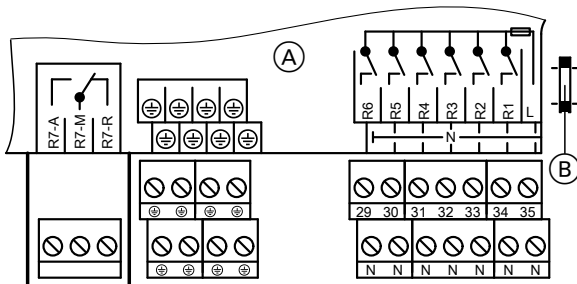 A
R7-A
R7-M
R7-R
R6
R5
R4
R3
R2
R1
L
N
B
29 30 31 32 33 34 35
N N N N N N N